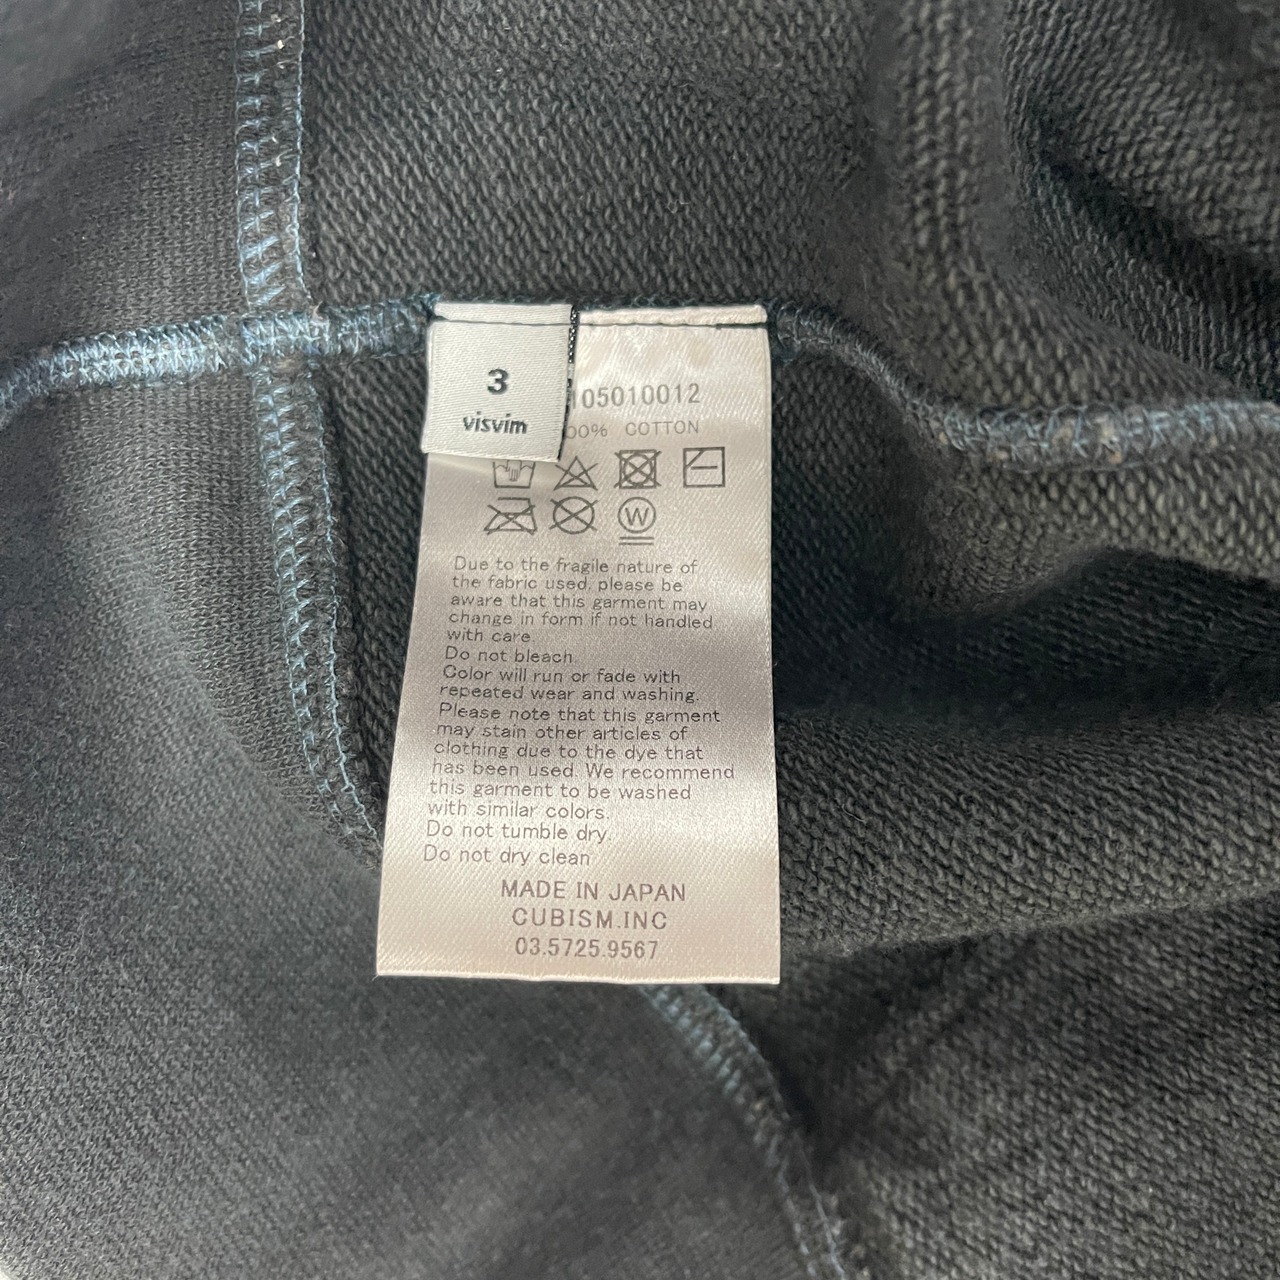 3
visvim
105010012
00% COTTON
W
Due to the fragile nature of
the fabric used, please be
aware that this garment may
change in form if not handled
with care.
Do not bleach.
Color will run or fade with
repeated wear and washing.
Please note that this garment
may stain other articles of
clothing due to the dye that
has been used. We recommend
this garment to be washed
with similar colors.
Do not tumble dry.
Do not dry clean
MADE IN JAPAN
CUBISM.INC
03.5725.9567